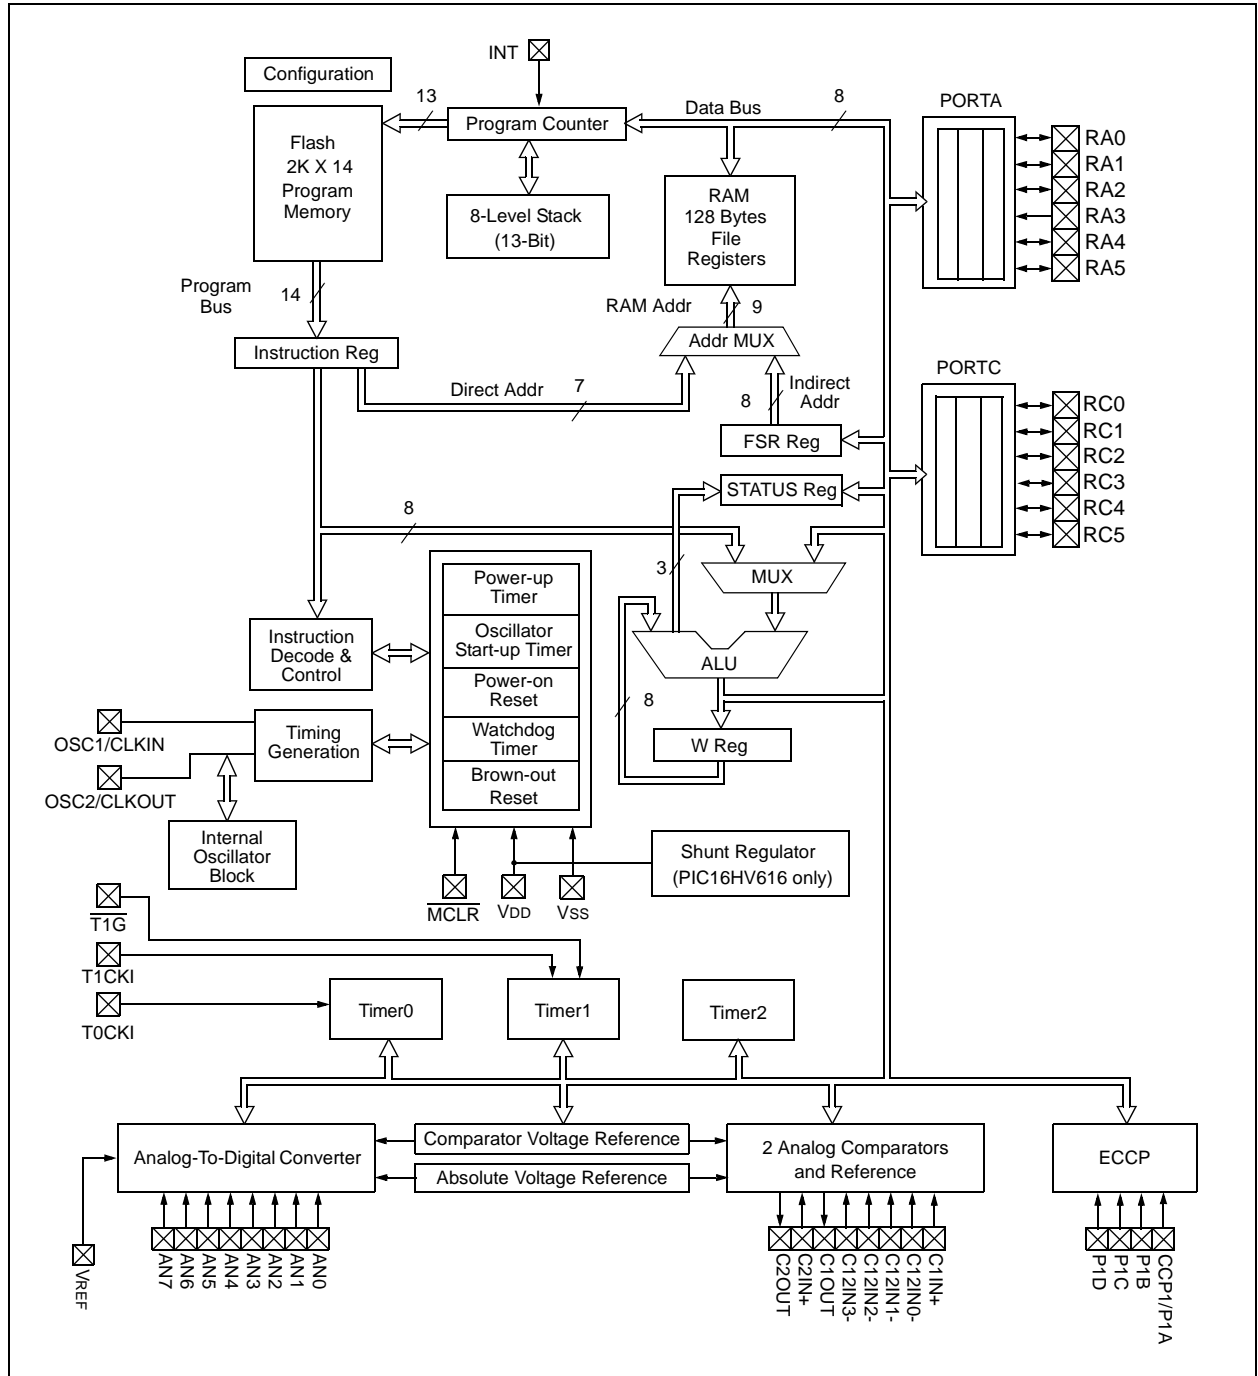 INT
Configuration
13
Program Counter
Data Bus
8
PORTA
Flash
2K X 14
Program
Memory
8-Level Stack
(13-Bit)
RAM
128 Bytes
File
Registers
RA0
RA1
RA2
RA3
RA4
RA5
Program
Bus
14
RAM Addr
9
Addr MUX
Instruction Reg
Direct Addr
7
8
Indirect
Addr
FSR Reg
PORTC
RC0
RC1
RC2
RC3
RC4
RC5
STATUS Reg
8
3
MUX
Power-up
Timer
Oscillator
Start-up Timer
Power-on
Reset
Watchdog
Timer
Brown-out
Reset
Instruction
Decode &
Control
ALU
8
W Reg
OSC1/CLKIN
Timing
Generation
OSC2/CLKOUT
Internal
Oscillator
Block
Shunt Regulator
(PIC16HV616 only)
MCLR
VDD
VSS
T1G
T1CKI
T0CKI
Timer0
Timer1
Timer2
Analog-To-Digital Converter
Comparator Voltage Reference
Absolute Voltage Reference
2 Analog Comparators
and Reference
ECCP
VREF
AN7
AN6
AN5
AN4
AN3
AN2
AN1
AN0
C2OUT
C2IN+
C1OUT
C12IN3-
C12IN2-
C12IN1-
C12IN0-
C1IN+
P1D
P1C
P1B
CCP1/P1A